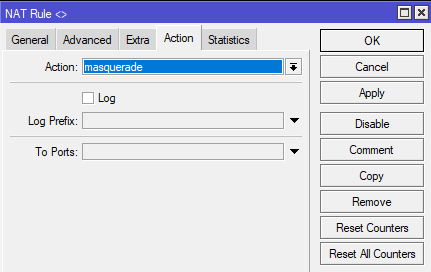 NAT Rule <>
General Advanced Extra Action Statistics
Action: masquerade
Log
Log Prefix:
To Ports:
OK
Cancel
Apply
Disable
Comment
Copy
Remove
Reset Counters
Reset All Counters